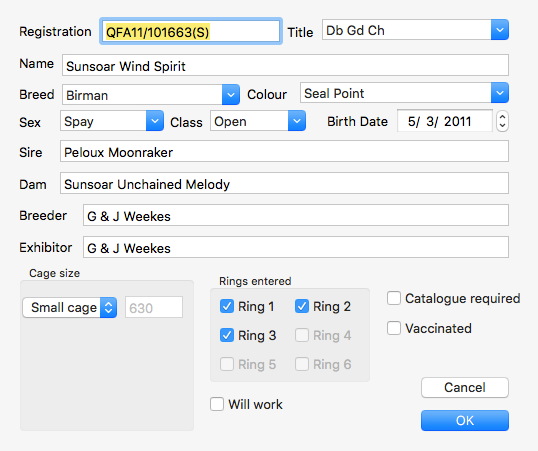 Registration QFA11/101663(S) Title Db Gd Ch
Name Sunsoar Wind Spirit
Breed Birman Colour Seal Point
Sex Spay Class Open Birth Date 5/ 3/ 2011
Sire Peloux Moonraker
Dam Sunsoar Unchained Melody
Breeder G & J Weekes
Exhibitor G & J Weekes
Cage size
Small cage 630
Rings entered
Ring 1 Ring 2
Ring 3 Ring 4
Ring 5 Ring 6
Will work
Catalogue required
Vaccinated
Cancel
OK